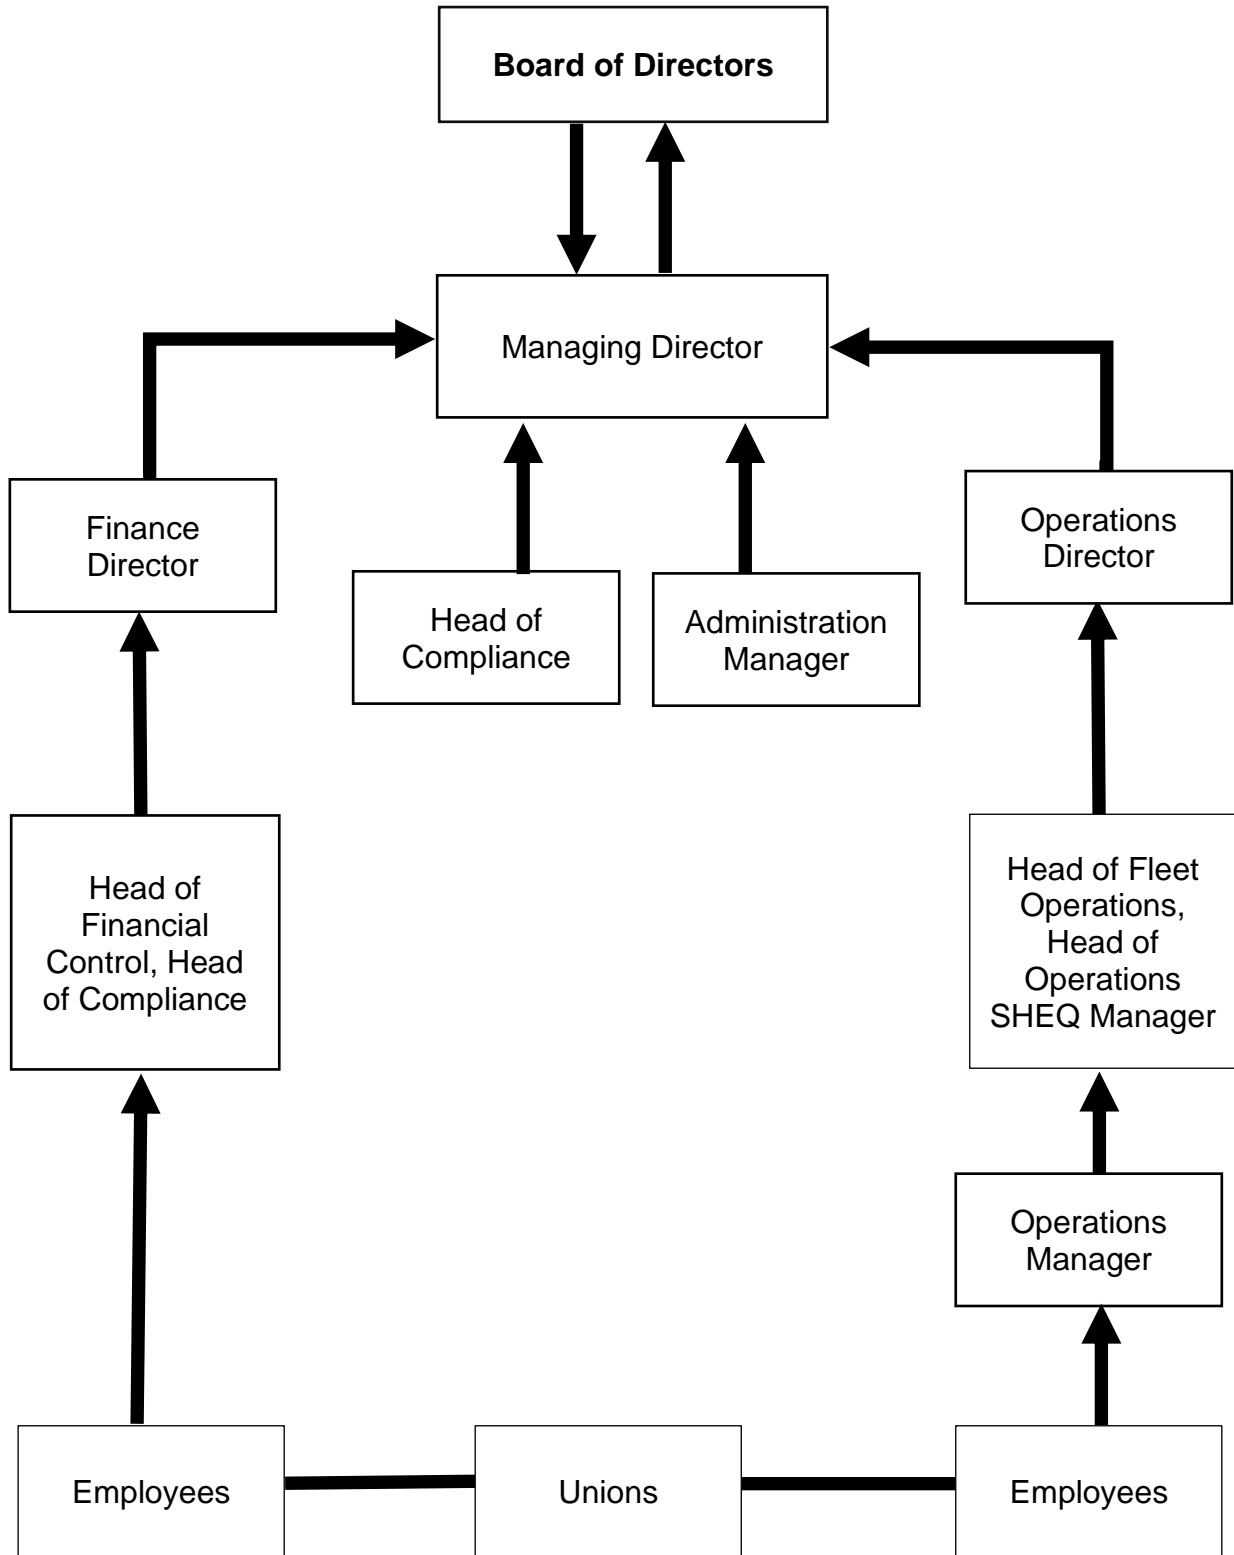 Board of Directors
Managing Director
Finance
Director
Head of
Compliance
Administration
Manager
Operations
Director
Head of
Financial
Control, Head
of Compliance
Head of Fleet
Operations,
Head of
Operations
SHEQ Manager
Operations
Manager
Employees
Unions
Employees